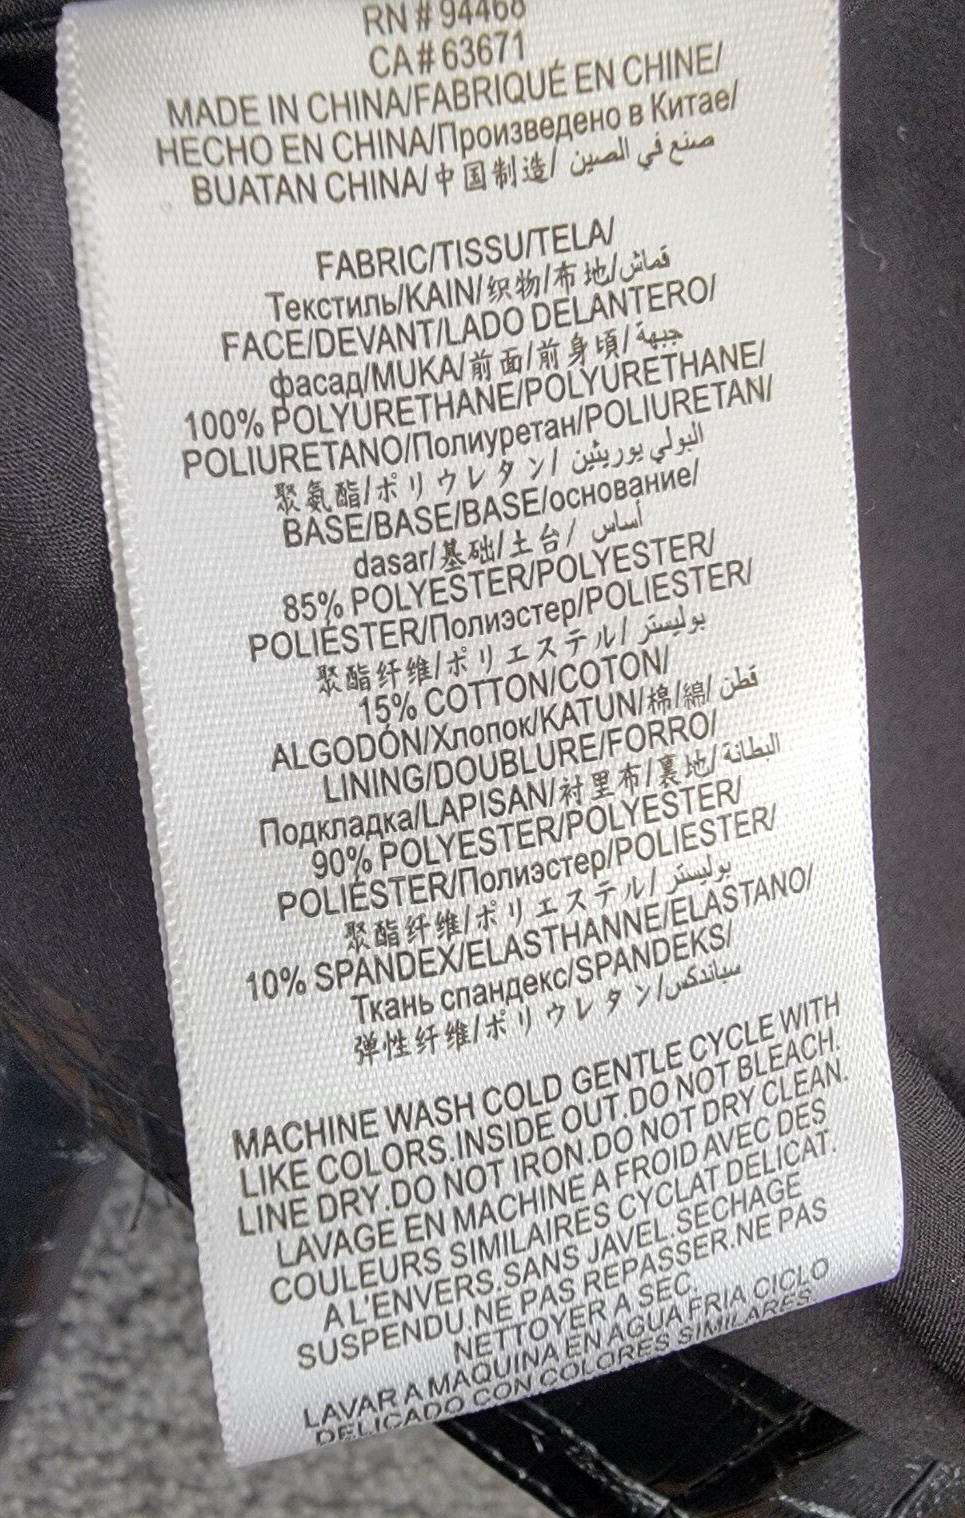 RN # 94468
CA# 63671
MADE IN CHINA/FABRIQUÉ EN CHINE/
HECHO EN CHINA/Произведено в Китае/
BUATAN CHINA/中国制造/ صنع في الصين
FABRIC/TISSU/TELA/
Текстиль/KAIN/织物/布地/قماش
FACE/DEVANT/LADO DELANTERO/
фасад/MUKA/前面/前身頃/جبهة
100% POLYURETHANE/POLYURETHANE/
POLIURETANO/Полиуретан/POLIURETAN/
聚氨酯/ポリウレタン/ البولي يوريثين
BASE/BASE/BASE/основание/
dasar/基础/土台/ أساس
85% POLYESTER/POLYESTER/
POLIÉSTER/Полиэстер/POLIESTER/
聚酯纤维/ポリエステル/ بوليستر
15% COTTON/COTON/
ALGODÓN/Хлопок/KATUN/棉/綿/ قطن
LINING/DOUBLURE/FORRO/
Подкладка/LAPISAN/衬里布/裏地/ البطانة
90% POLYESTER/POLYESTER/
POLIÉSTER/Полиэстер/POLIESTER/
聚酯纤维/ポリエステル/ بوليستر
10% SPANDEX/ELASTHANNE/ELASTANO/
Ткань спандекс/SPANDEKS/
弹性纤维/ポリウレタン/سباندكس
MACHINE WASH COLD GENTLE CYCLE WITH
LIKE COLORS.INSIDE OUT.DO NOT BLEACH.
LINE DRY.DO NOT IRON.DO NOT DRY CLEAN.
LAVAGE EN MACHINE A FROID AVEC DES
COULEURS SIMILAIRES CYCLAT DELICAT.
A L'ENVERS.SANS JAVEL.SECHAGE
SUSPENDU.NE PAS REPASSER.NE PAS
NETTOYER A SEC.
LAVAR A MAQUINA EN AGUA FRIA CICLO
DELICADO CON COLORES SIMILARES.